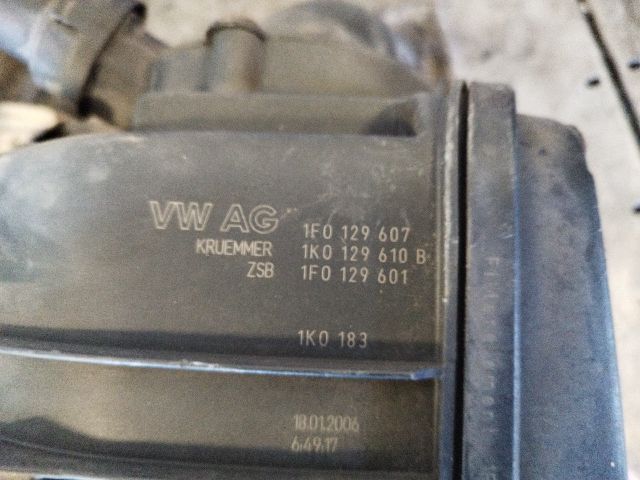 VW AG 1F0 129 607
KRUEMMER 1K0 129 610 B
ZSB 1F0 129 601
1K0 183
18.01.2006
6:49:17